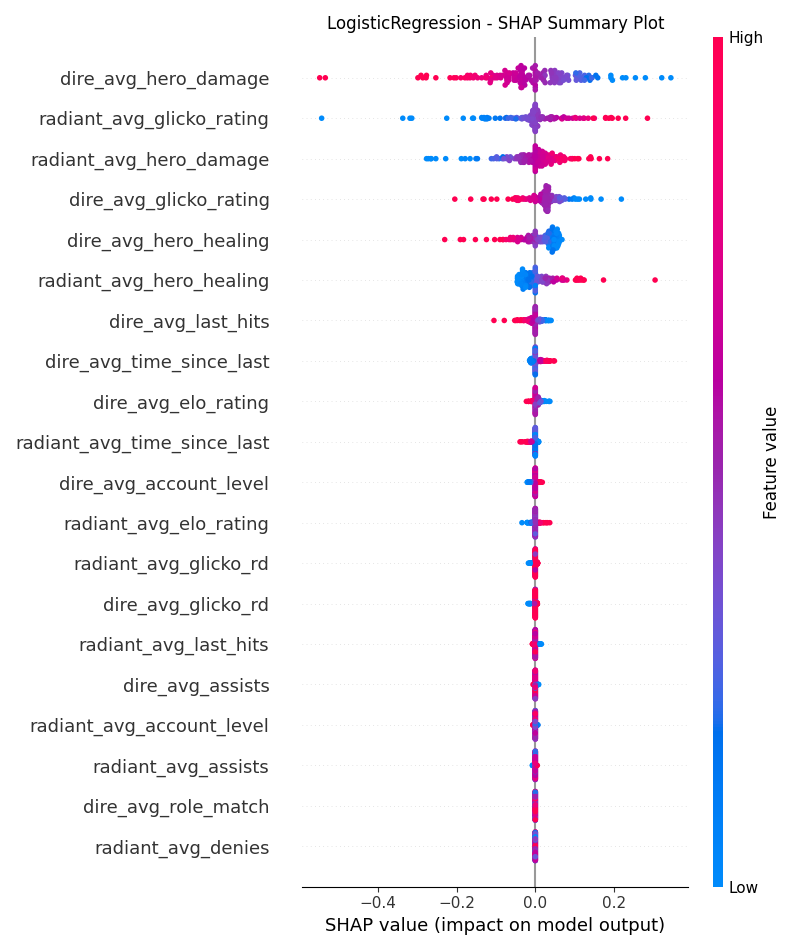 LogisticRegression - SHAP Summary Plot
High
dire_avg_hero_damage
radiant_avg_glicko_rating
radiant_avg_hero_damage
dire_avg_glicko_rating
dire_avg_hero_healing
radiant_avg_hero_healing
dire_avg_last_hits
dire_avg_time_since_last
dire_avg_elo_rating
radiant_avg_time_since_last
dire_avg_account_level
radiant_avg_elo_rating
radiant_avg_glicko_rd
dire_avg_glicko_rd
radiant_avg_last_hits
dire_avg_assists
radiant_avg_account_level
radiant_avg_assists
dire_avg_role_match
radiant_avg_denies
Feature value
Low
−0.4 −0.2 0.0 0.2
SHAP value (impact on model output)